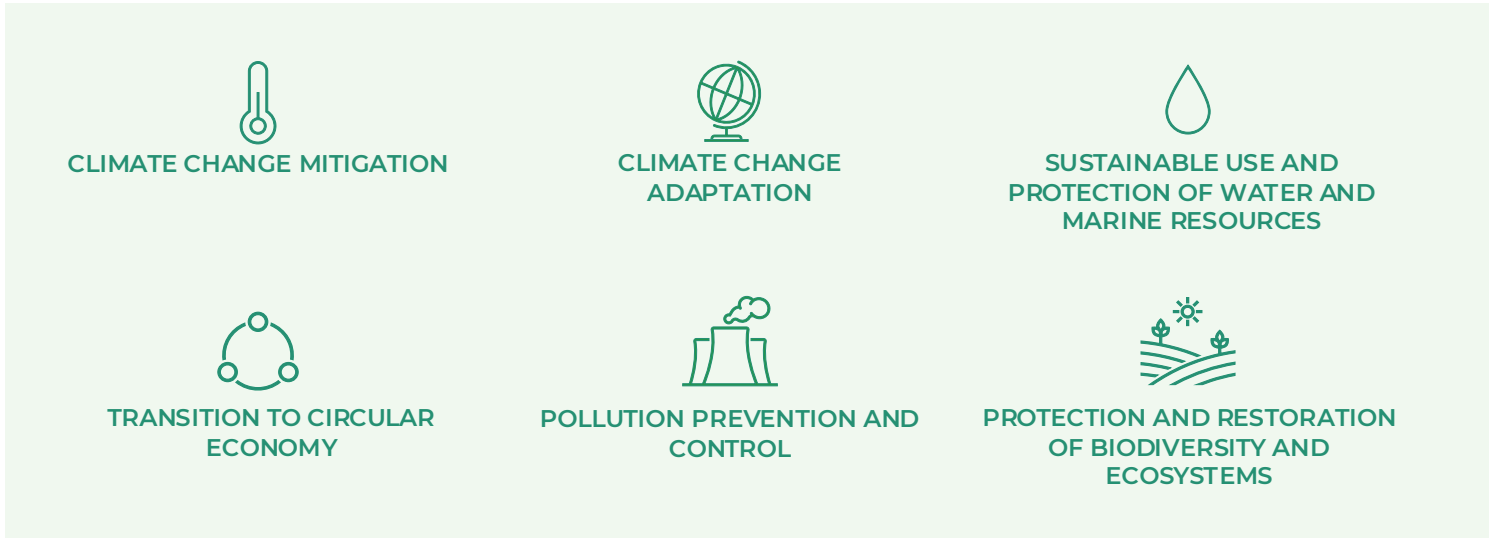 CLIMATE CHANGE MITIGATION
CLIMATE CHANGE
ADAPTATION
SUSTAINABLE USE AND
PROTECTION OF WATER AND
MARINE RESOURCES
TRANSITION TO CIRCULAR
ECONOMY
POLLUTION PREVENTION AND
CONTROL
PROTECTION AND RESTORATION
OF BIODIVERSITY AND
ECOSYSTEMS